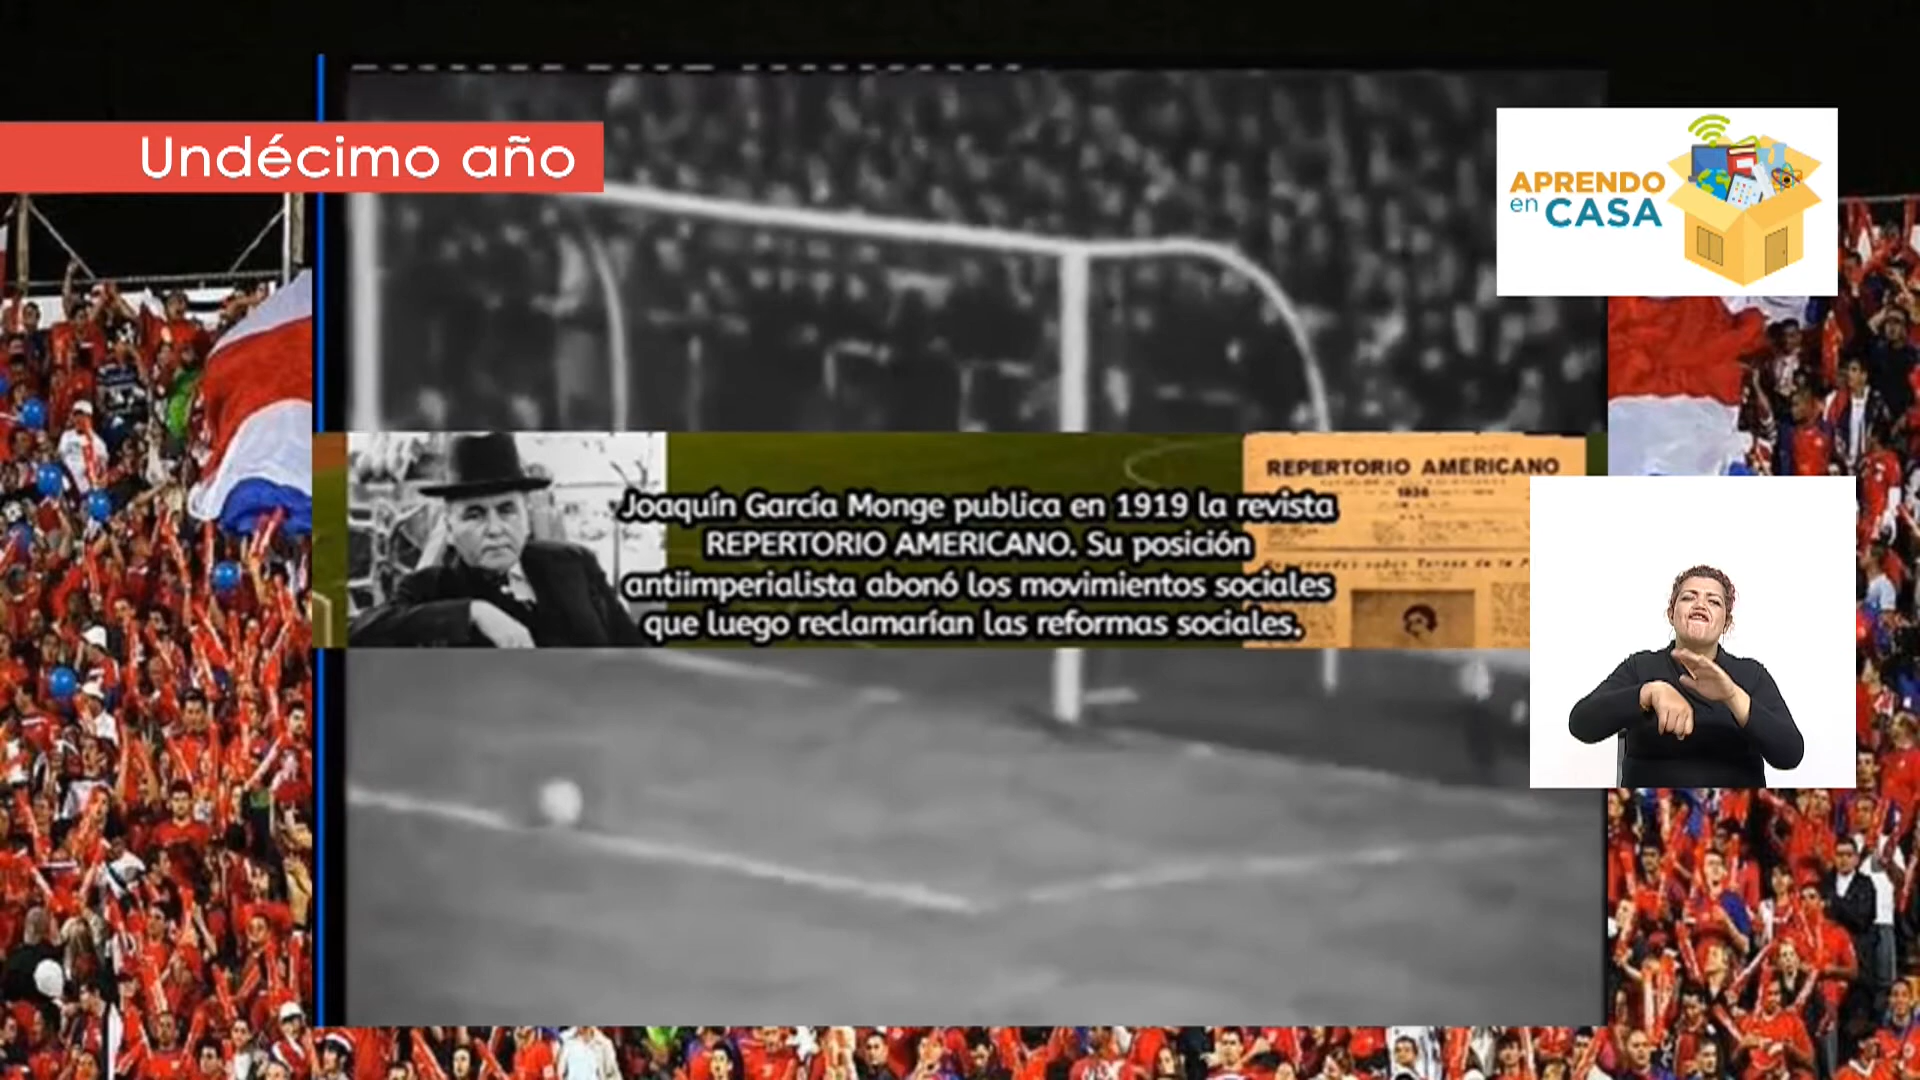 Undécimo año
APRENDO
en CASA
REPERTORIO AMERICANO
Joaquín García Monge publica en 1919 la revista
REPERTORIO AMERICANO. Su posición
antiimperialista abonó los movimientos sociales
que luego reclamarían las reformas sociales.